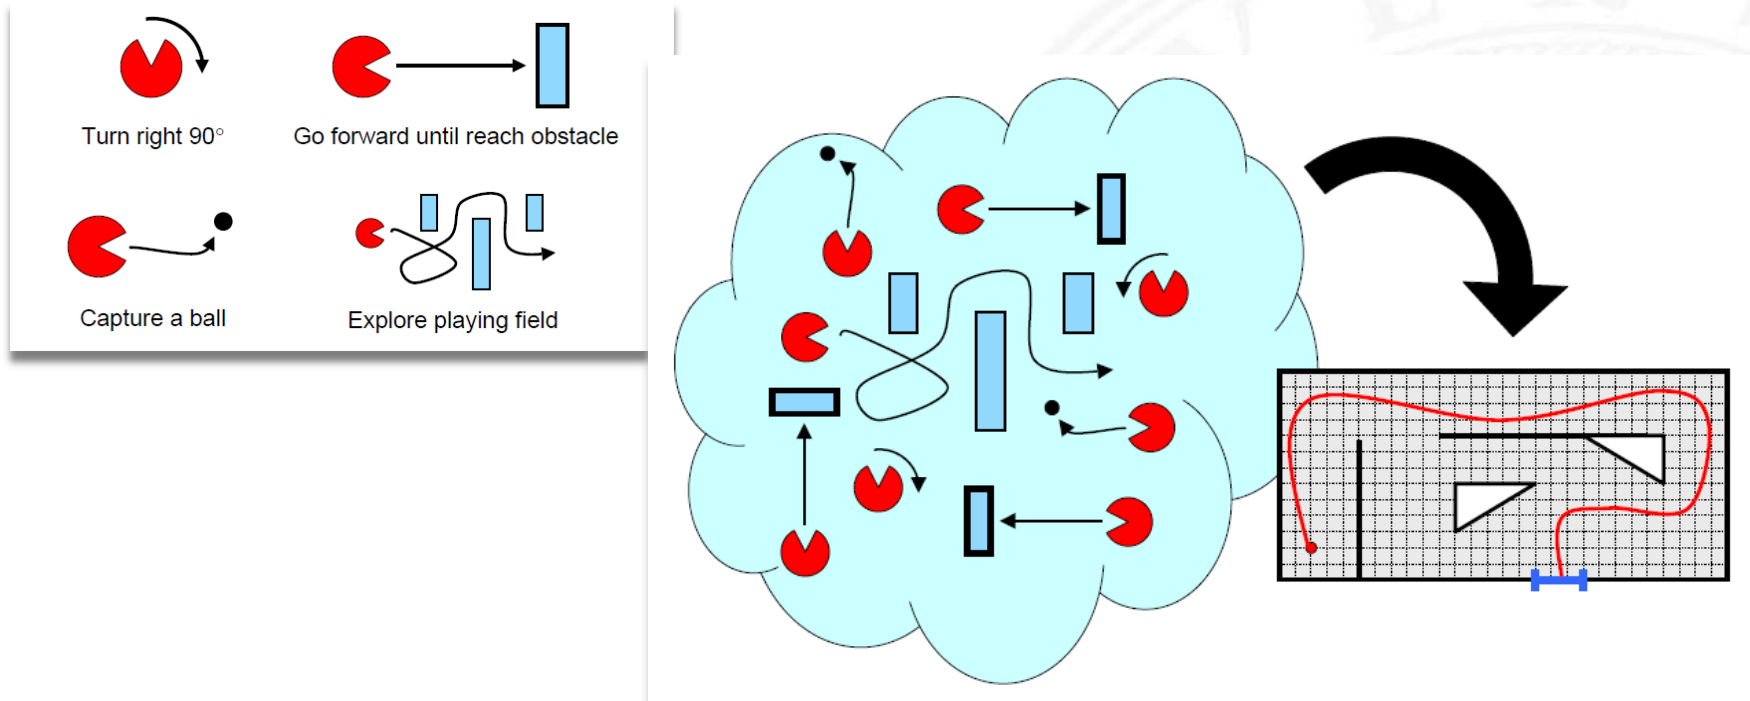 Turn right 90°
Go forward until reach obstacle
Capture a ball
Explore playing field